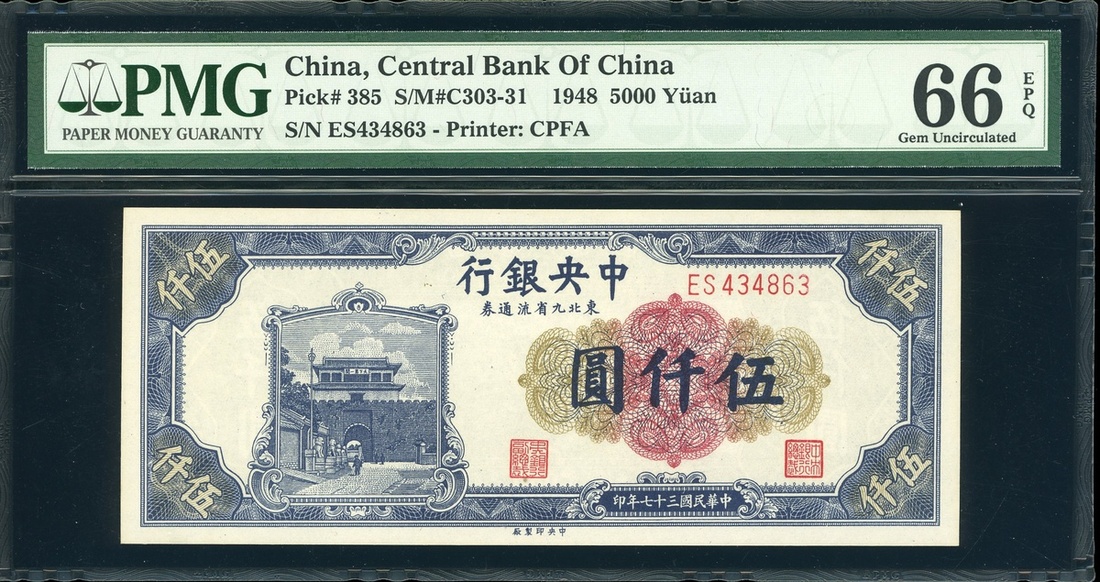 PMG
PAPER MONEY GUARANTY
China, Central Bank Of China
Pick# 385 S/M#C303-31 1948 5000 Yüan
S/N ES434863 - Printer: CPFA
66
EPQ
Gem Uncirculated
伍仟
伍仟
中央銀行
東北九省流通券
ES434863
伍仟圓
中華民國三十七年印
伍仟
伍仟
中央印製廠